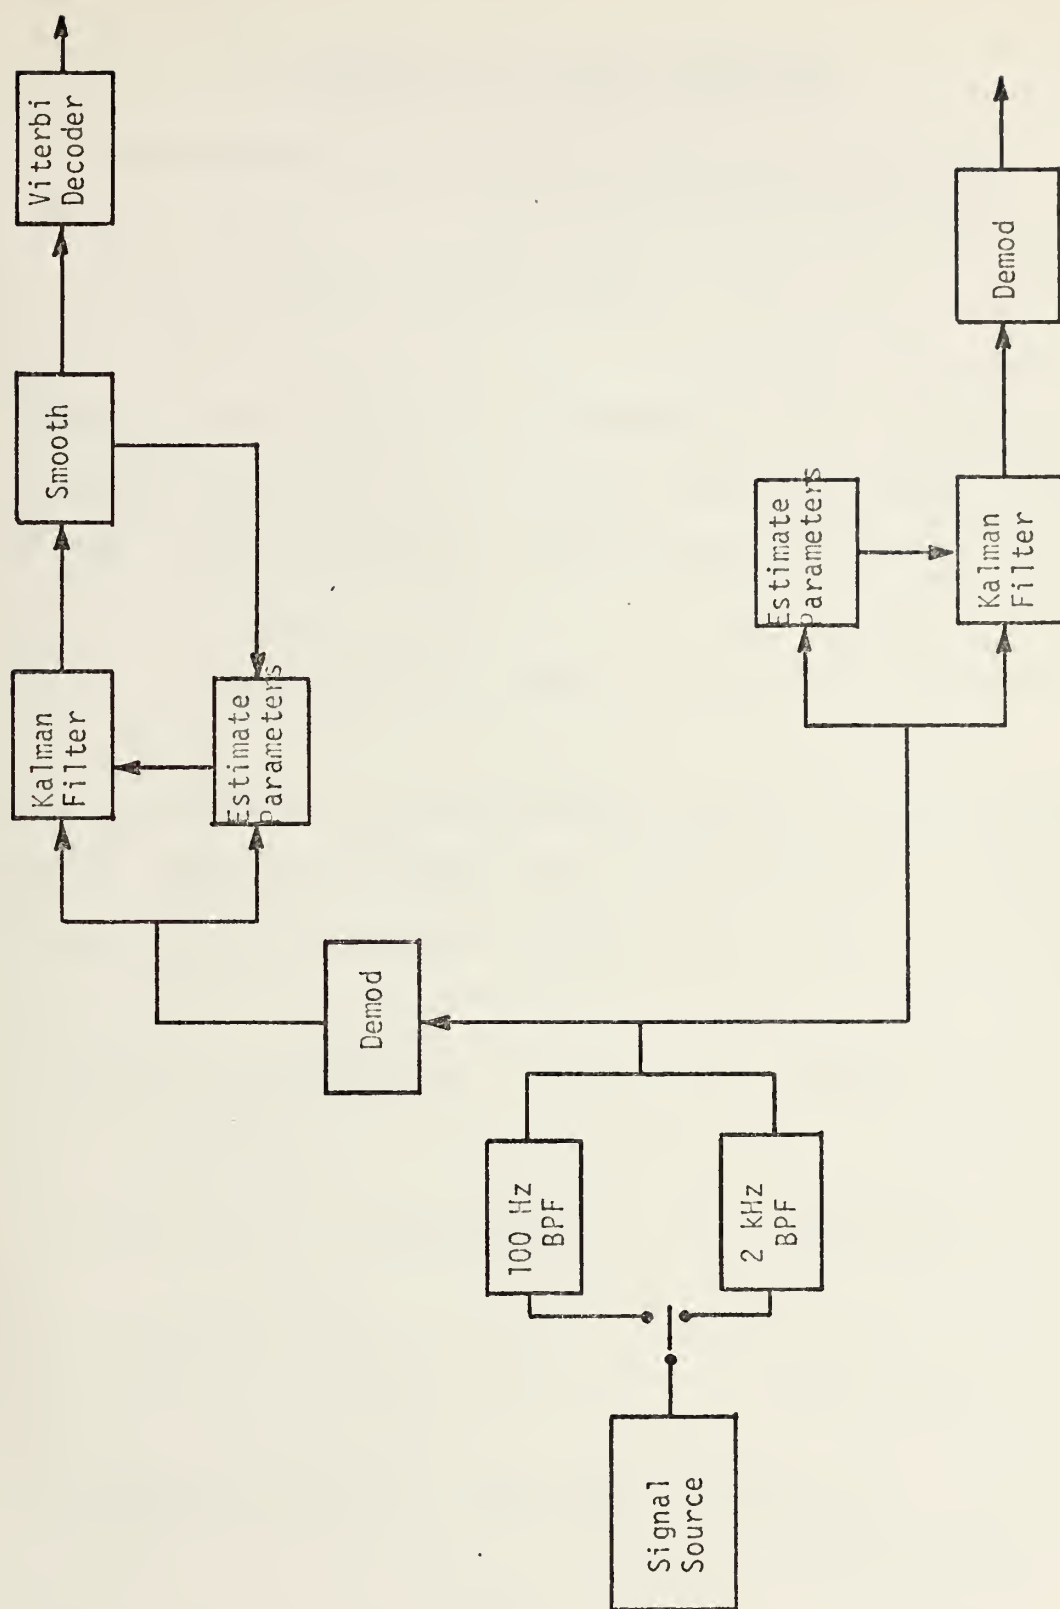 Signal
Source
100 Hz
BPF
2 kHz
BPF
Demod
Kalman
Filter
Estimate
Parameters
Smooth
Viterbi
Decoder
Estimate
Parameters
Kalman
Filter
Demod